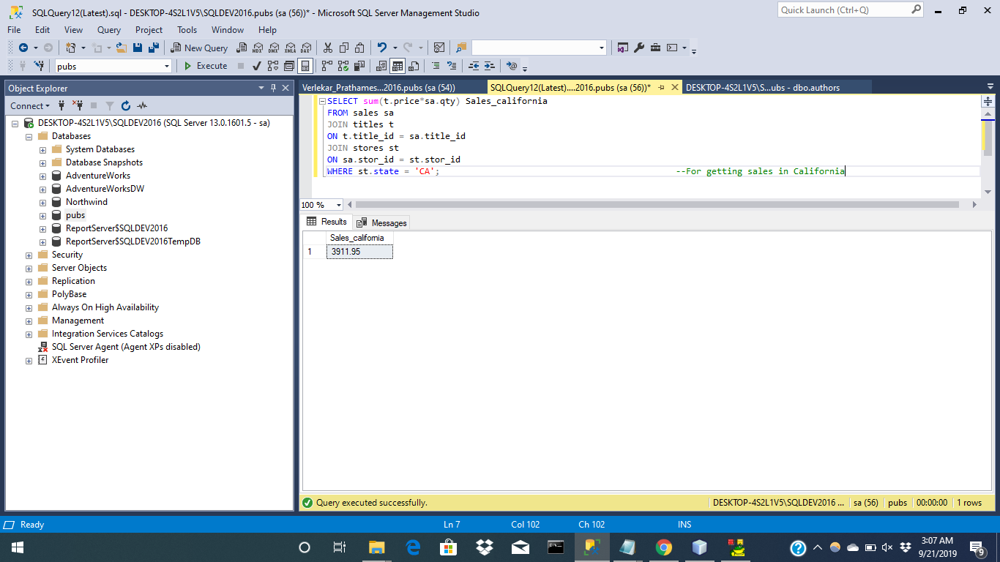 SQLQuery12(Latest).sql - DESKTOP-4S2L1V5\SQLDEV2016.pubs (sa (56))* - Microsoft SQL Server Management Studio
Quick Launch (Ctrl+Q)
File Edit View Query Project Tools Window Help
New Query MDX DMX XMLA DAX
pubs Execute
Object Explorer
Verlekar_Prathames...2016.pubs (sa (54)) SQLQuery12(Latest)....2016.pubs (sa (56))* DESKTOP-4S2L1V5\S...ubs - dbo.authors
Connect
DESKTOP-4S2L1V5\SQLDEV2016 (SQL Server 13.0.1601.5 - sa)
Databases
System Databases
Database Snapshots
AdventureWorks
AdventureWorksDW
Northwind
pubs
ReportServer$SQLDEV2016
ReportServer$SQLDEV2016TempDB
Security
Server Objects
Replication
PolyBase
Always On High Availability
Management
Integration Services Catalogs
SQL Server Agent (Agent XPs disabled)
XEvent Profiler
SELECT sum(t.price*sa.qty) Sales_california
FROM sales sa
JOIN titles t
ON t.title_id = sa.title_id
JOIN stores st
ON sa.stor_id = st.stor_id
WHERE st.state = 'CA'; --For getting sales in California
100 %
Results Messages
Sales_california
1 3911.95
Query executed successfully. DESKTOP-4S2L1V5\SQLDEV2016 ... sa (56) pubs 00:00:00 1 rows
Ready Ln 7 Col 102 Ch 102 INS
3:07 AM
9/21/2019
9